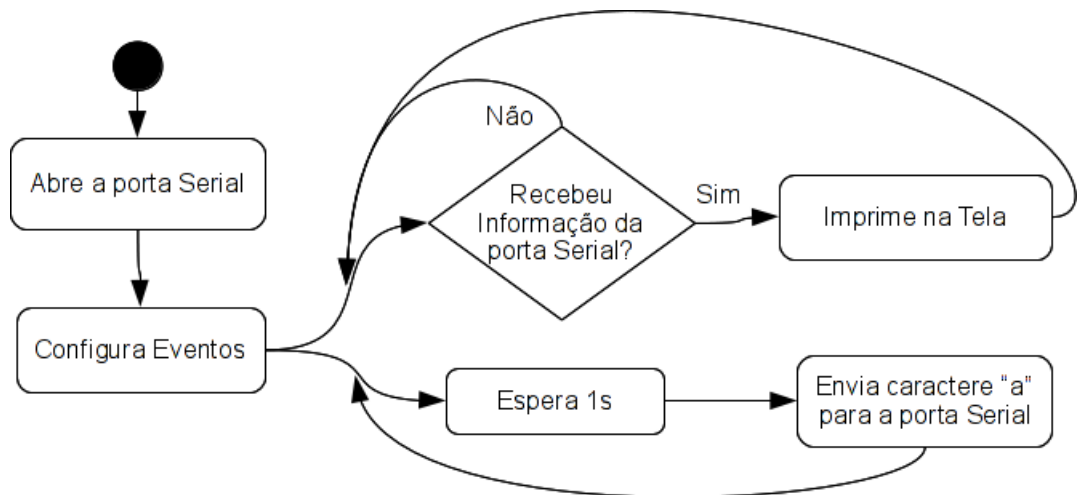 Abre a porta Serial
Configura Eventos
Não
Recebeu
Informação da
porta Serial?
Sim
Imprime na Tela
Espera 1s
Envia caractere “a”
para a porta Serial